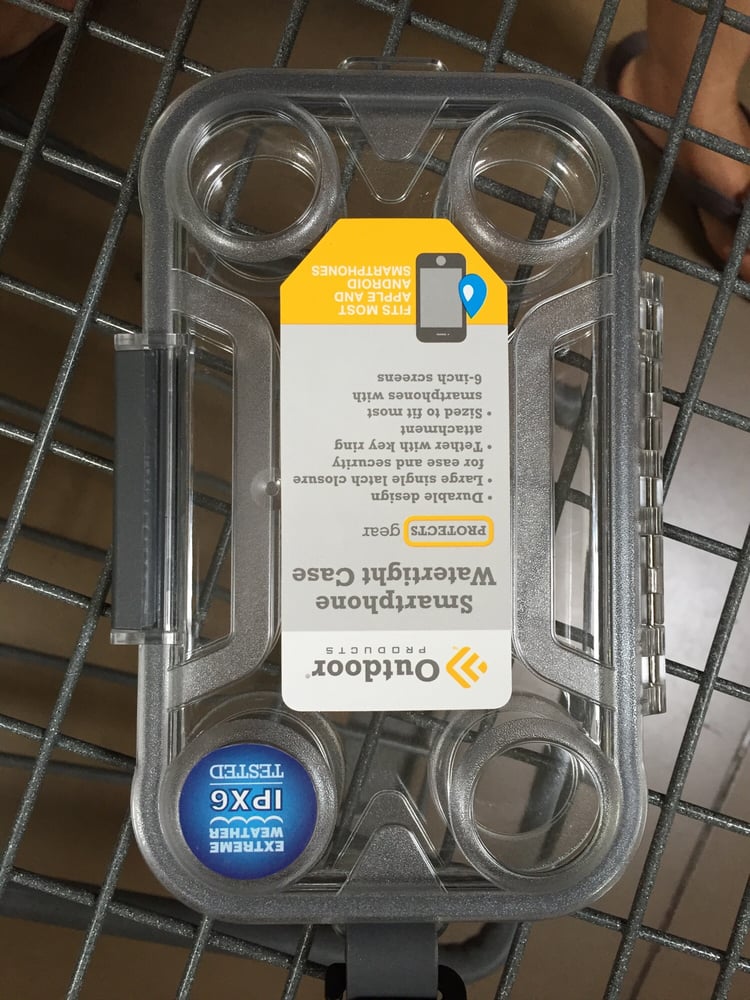 Outdoor®
PRODUCTS
Smartphone
Watertight Case
PROTECTS gear
• Durable design
• Large single latch closure
for ease and security
• Tether with key ring
attachment
• Sized to fit most
smartphones with
6-inch screens
FITS MOST
APPLE AND
ANDROID
SMARTPHONES
EXTREME
WEATHER
IPX6
TESTED